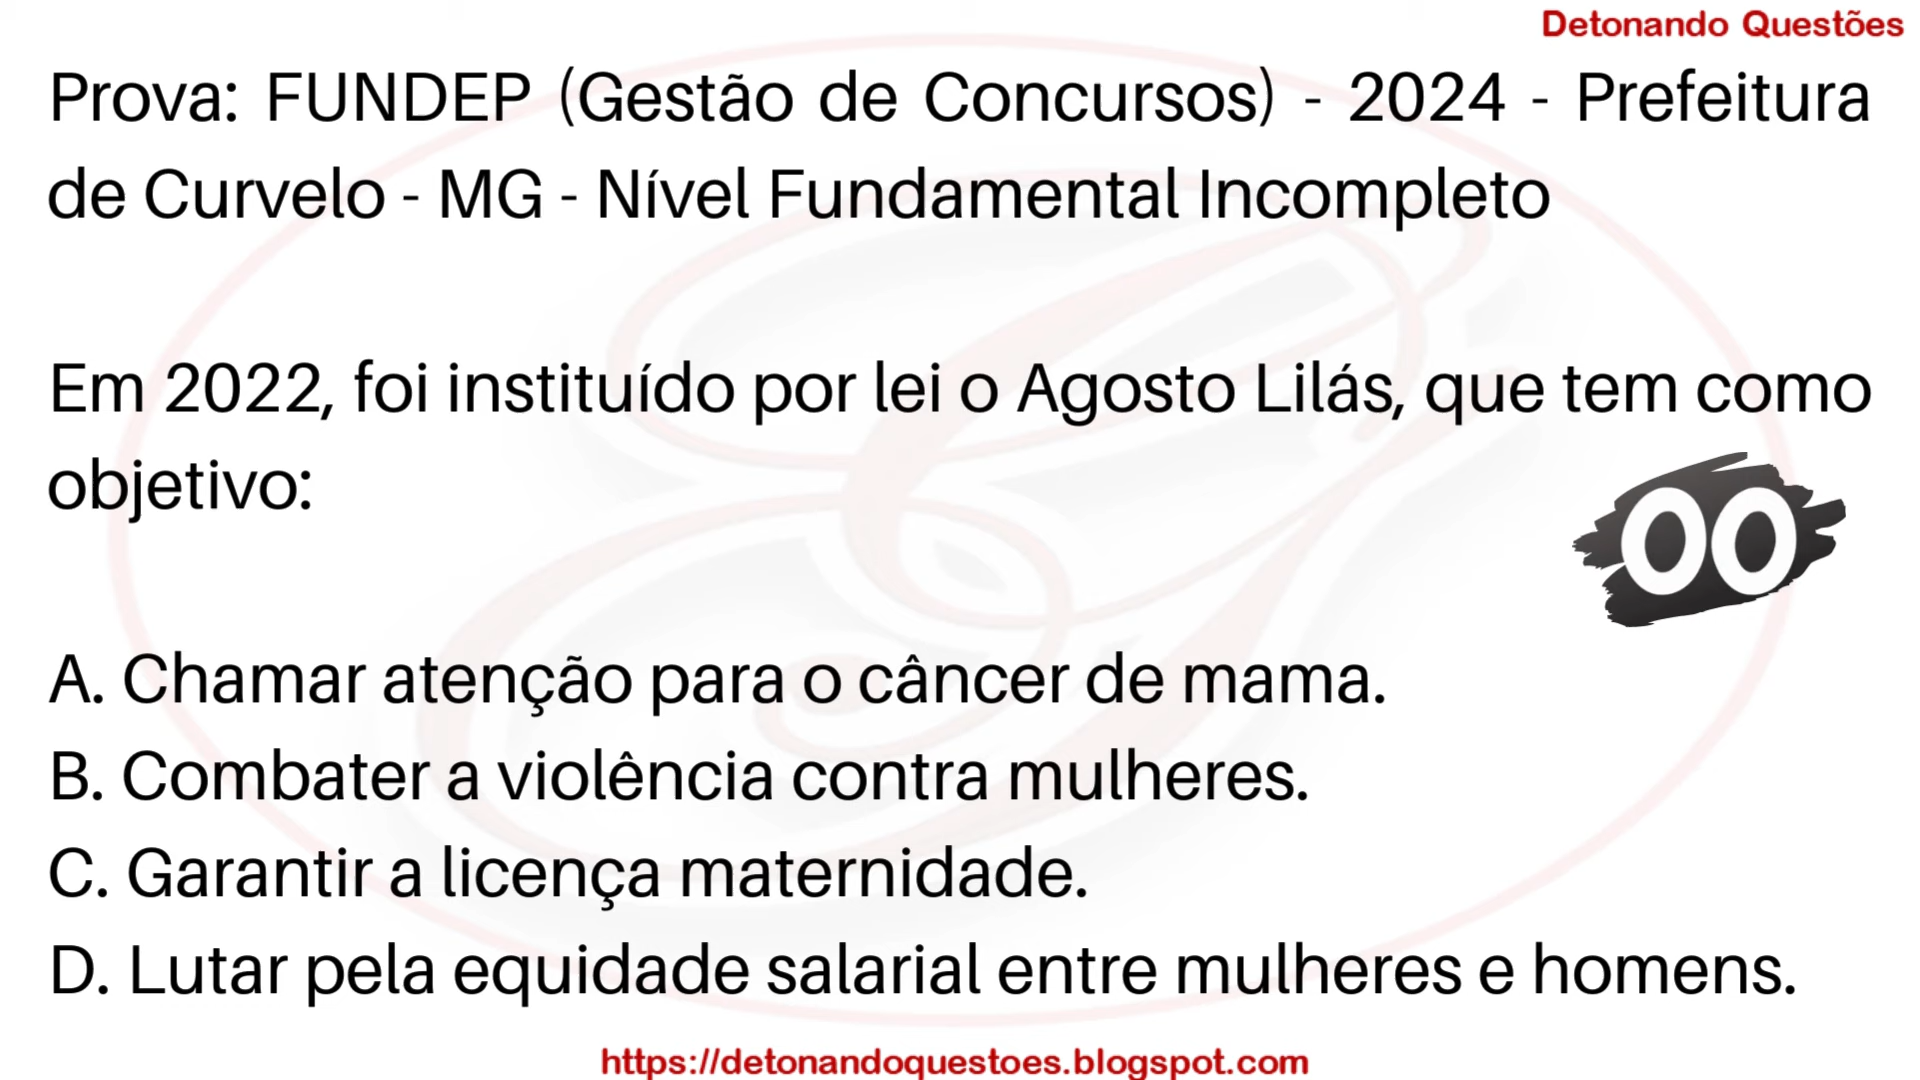 Detonando Questões
Prova: FUNDEP (Gestão de Concursos) - 2024 - Prefeitura
de Curvelo - MG - Nível Fundamental Incompleto
Em 2022, foi instituído por lei o Agosto Lilás, que tem como
objetivo:
00
A. Chamar atenção para o câncer de mama.
B. Combater a violência contra mulheres.
C. Garantir a licença maternidade.
D. Lutar pela equidade salarial entre mulheres e homens.
https://detonandoquestoes.blogspot.com